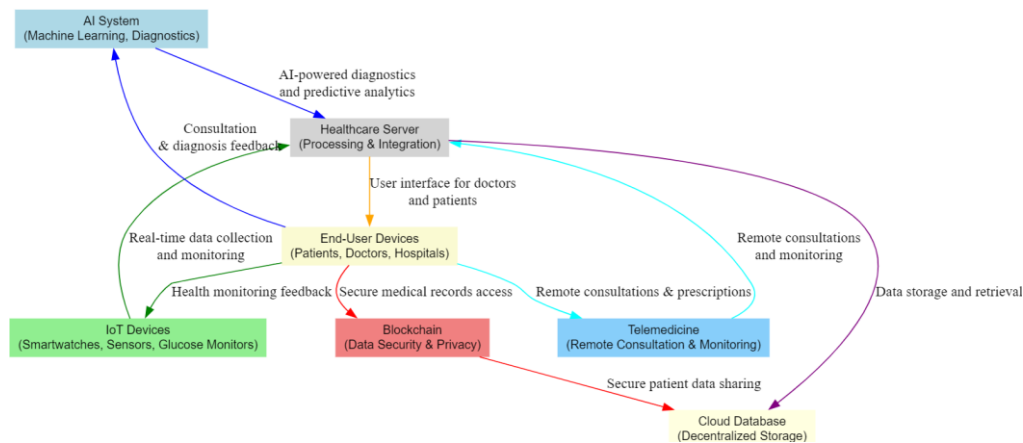 AI System
(Machine Learning, Diagnostics)
AI-powered diagnostics
and predictive analytics
Consultation
& diagnosis feedback
Healthcare Server
(Processing & Integration)
User interface for doctors
and patients
Real-time data collection
and monitoring
End-User Devices
(Patients, Doctors, Hospitals)
Remote consultations
and monitoring
Health monitoring feedback
Secure medical records access
Remote consultations & prescriptions
Data storage and retrieval
IoT Devices
(Smartwatches, Sensors, Glucose Monitors)
Blockchain
(Data Security & Privacy)
Telemedicine
(Remote Consultation & Monitoring)
Secure patient data sharing
Cloud Database
(Decentralized Storage)